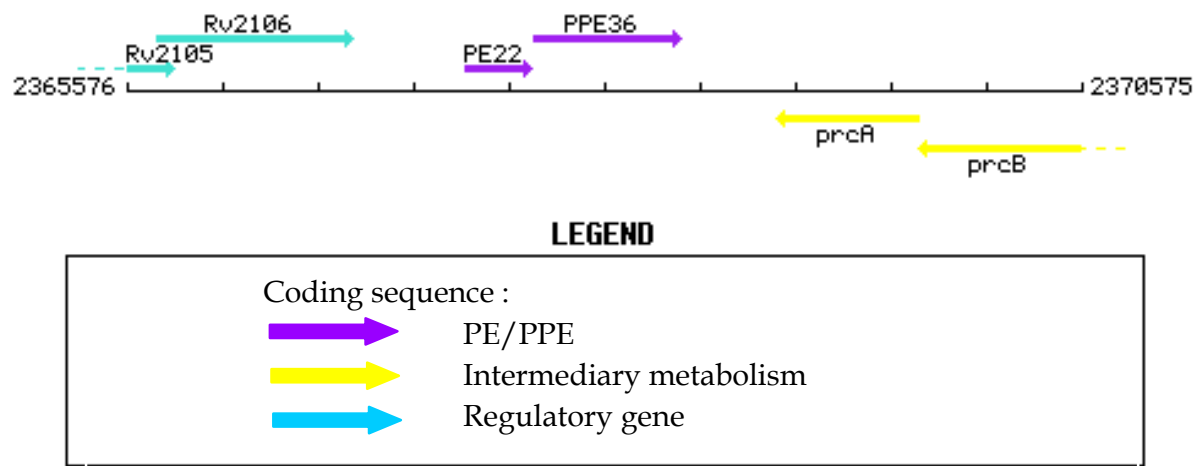 Rv2106
PPE36
Rv2105
PE22
2365576
2370575
prcA
prcB
LEGEND
Coding sequence :
PE/PPE
Intermediary metabolism
Regulatory gene